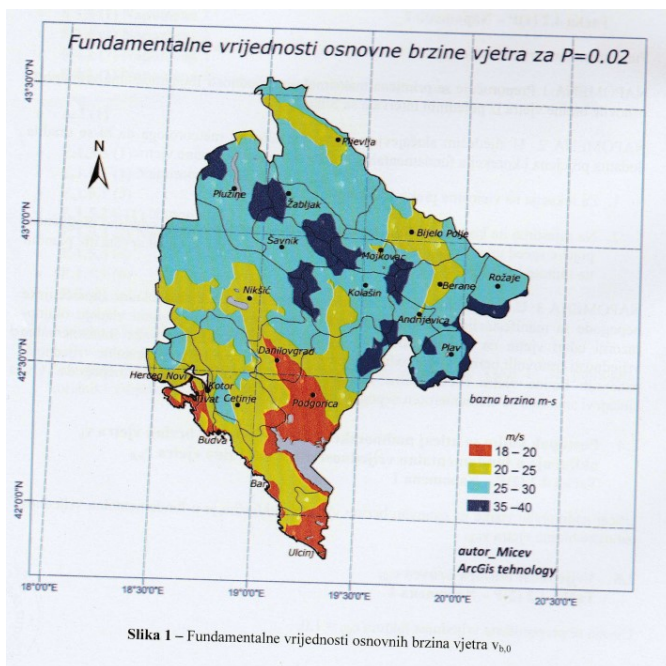 Fundamentalne vrijednosti osnovne brzine vjetra za P=0.02
43°30'0"N
N
Pljevlja
Plužine
Žabljak
43°0'0"N
Šavnik
Bijelo Polje
Mojkovac
Rožaje
Nikšić
Kolašin
Berane
Andrijevica
Plav
Danilovgrad
42°30'0"N
Herceg Novi
Kotor
Tivat
Cetinje
Podgorica
Budva
bazna brzina m-s
m/s
18 – 20
20 – 25
25 – 30
35 –40
Bar
42°0'0"N
Ulcinj
autor_Micev
ArcGis tehnology
18°0'0"E 18°30'0"E 19°0'0"E 19°30'0"E 20°0'0"E 20°30'0"E
Slika 1 – Fundamentalne vrijednosti osnovnih brzina vjetra vb,0